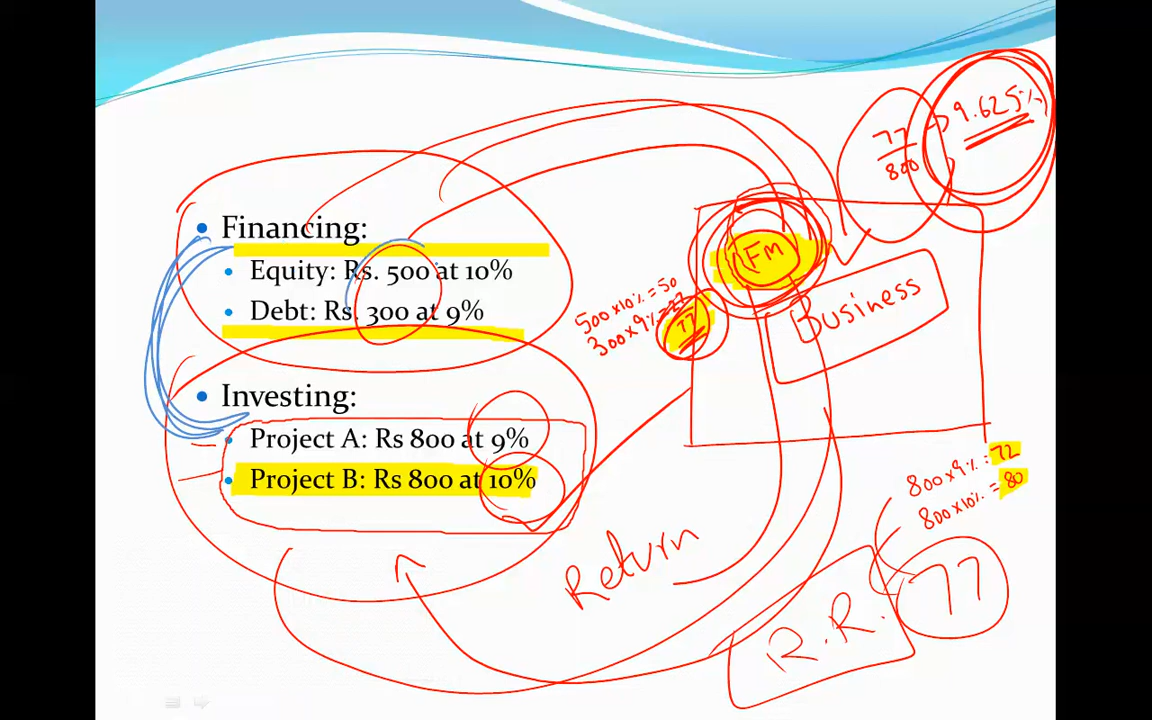 77
800
→ 9.625%
• Financing:
• Equity: Rs. 500 at 10%
• Debt: Rs. 300 at 9%
Fm
Business
500×10% = 50
300×9% = 27
77
• Investing:
• Project A: Rs 800 at 9%
• Project B: Rs 800 at 10%
800×9% = 72
800×10% = 80
Return
R.R.
77